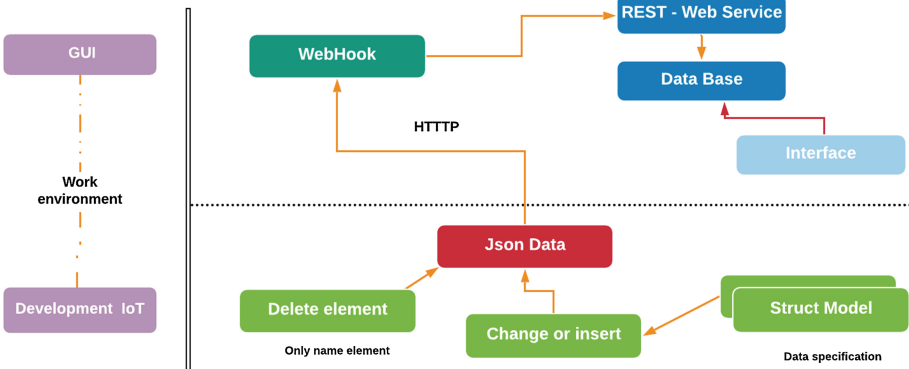 REST - Web Service
GUI
WebHook
Data Base
HTTTP
Interface
Work
environment
Json Data
Development IoT
Delete element
Struct Model
Change or insert
Only name element
Data specification